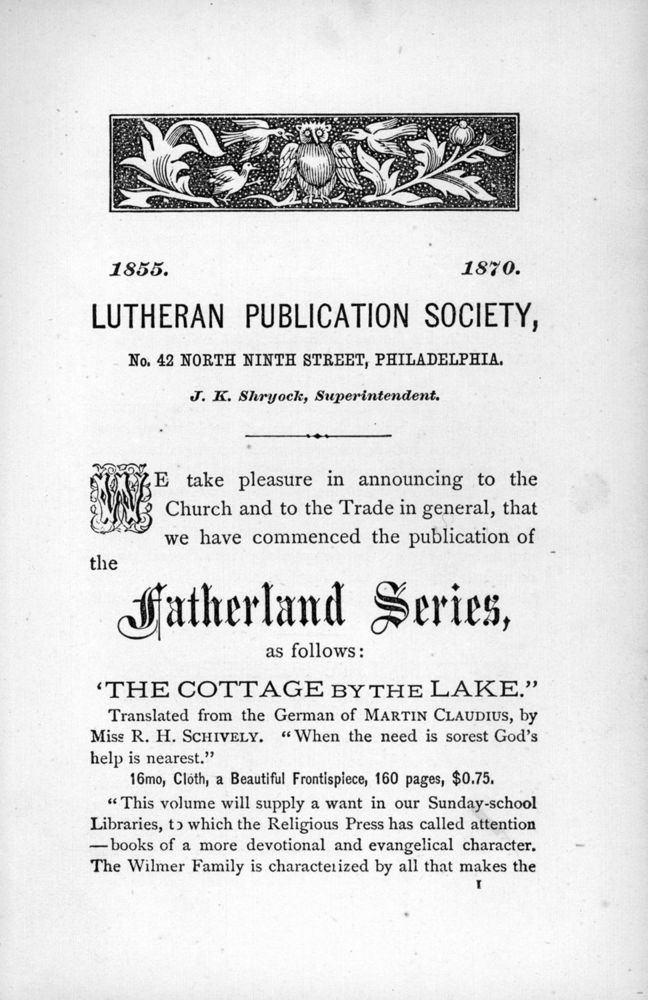 1855. 1870.
LUTHERAN PUBLICATION SOCIETY,
No. 42 NORTH NINTH STREET, PHILADELPHIA.
J. K. Shryock, Superintendent.
WE take pleasure in announcing to the
Church and to the Trade in general, that
we have commenced the publication of
the
Fatherland Series,
as follows:
‘THE COTTAGE BY THE LAKE.”
Translated from the German of MARTIN CLAUDIUS, by
Miss R. H. SCHIVELY. “When the need is sorest God's
help is nearest.”
16mo, Cloth, a Beautiful Frontispiece, 160 pages, $0.75.
“This volume will supply a want in our Sunday-school
Libraries, to which the Religious Press has called attention
—books of a more devotional and evangelical character.
The Wilmer Family is characterized by all that makes the
1